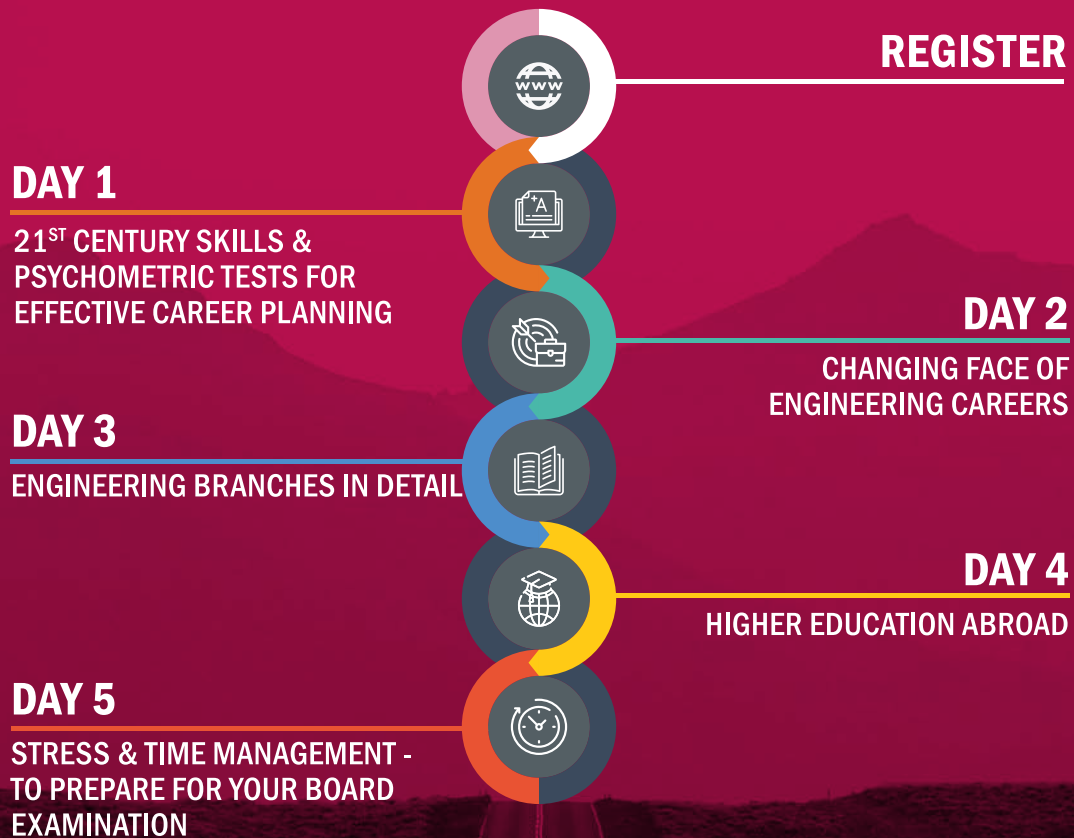 REGISTER
www
DAY 1
21ST CENTURY SKILLS &
PSYCHOMETRIC TESTS FOR
EFFECTIVE CAREER PLANNING
+A
DAY 2
CHANGING FACE OF
ENGINEERING CAREERS
DAY 3
ENGINEERING BRANCHES IN DETAIL
DAY 4
HIGHER EDUCATION ABROAD
DAY 5
STRESS & TIME MANAGEMENT -
TO PREPARE FOR YOUR BOARD
EXAMINATION